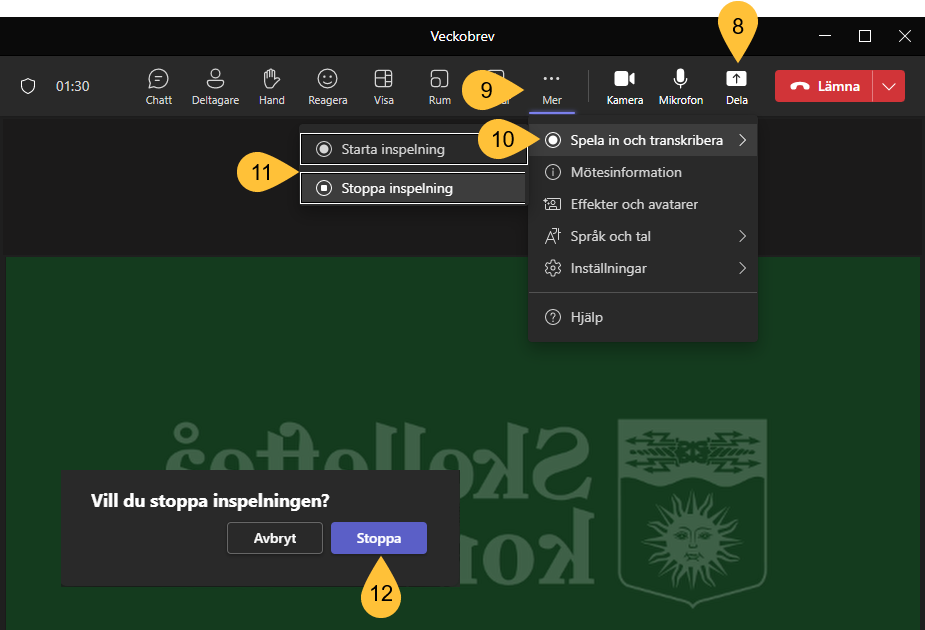 8
Veckobrev
01:30
Chatt
Deltagare
Hand
Reagera
Visa
Rum
9
Mer
Kamera
Mikrofon
Dela
Lämna
10
Spela in och transkribera
Starta inspelning
11
Stoppa inspelning
Mötesinformation
Effekter och avatarer
Språk och tal
Inställningar
Hjälp
Skellefteå
kom
Vill du stoppa inspelningen?
Avbryt
Stoppa
12